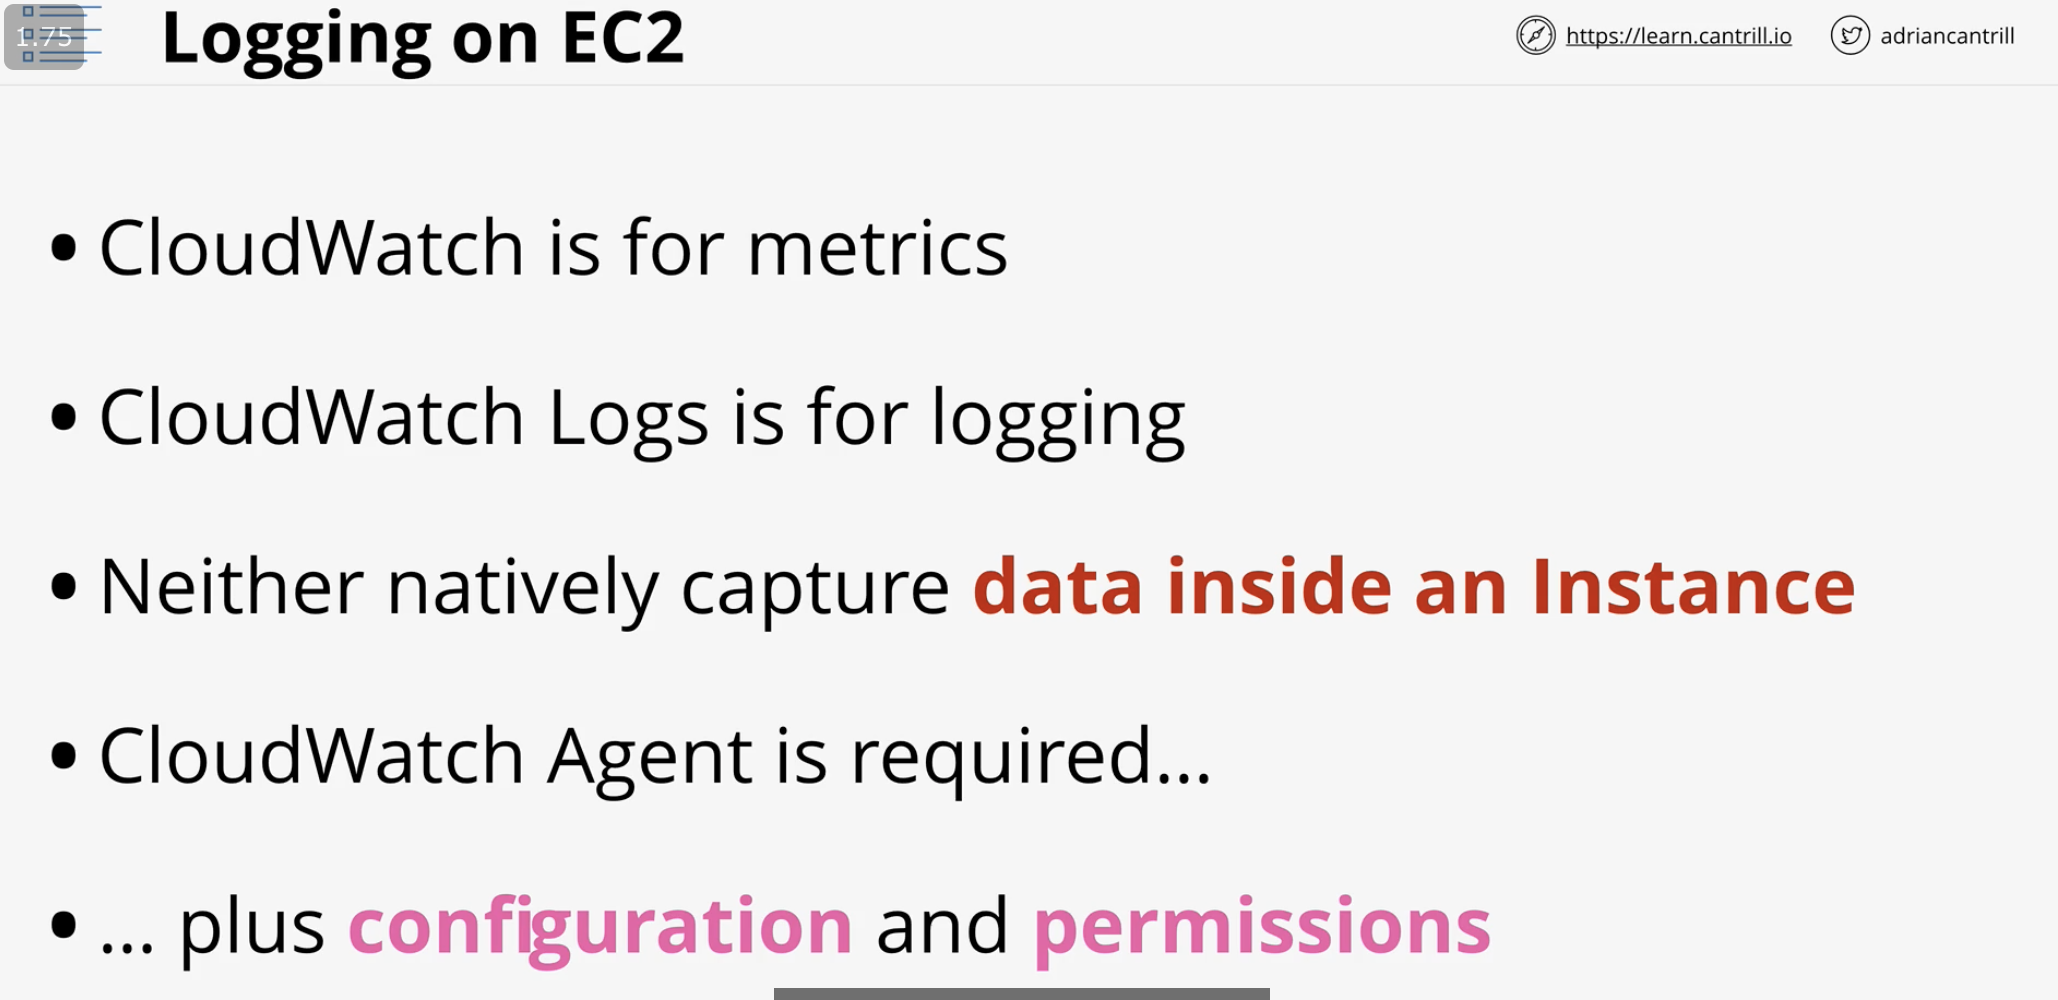 1.75
Logging on EC2
https://learn.cantrill.io
adriancantrill
• CloudWatch is for metrics
• CloudWatch Logs is for logging
• Neither natively capture data inside an Instance
• CloudWatch Agent is required...
• ... plus configuration and permissions